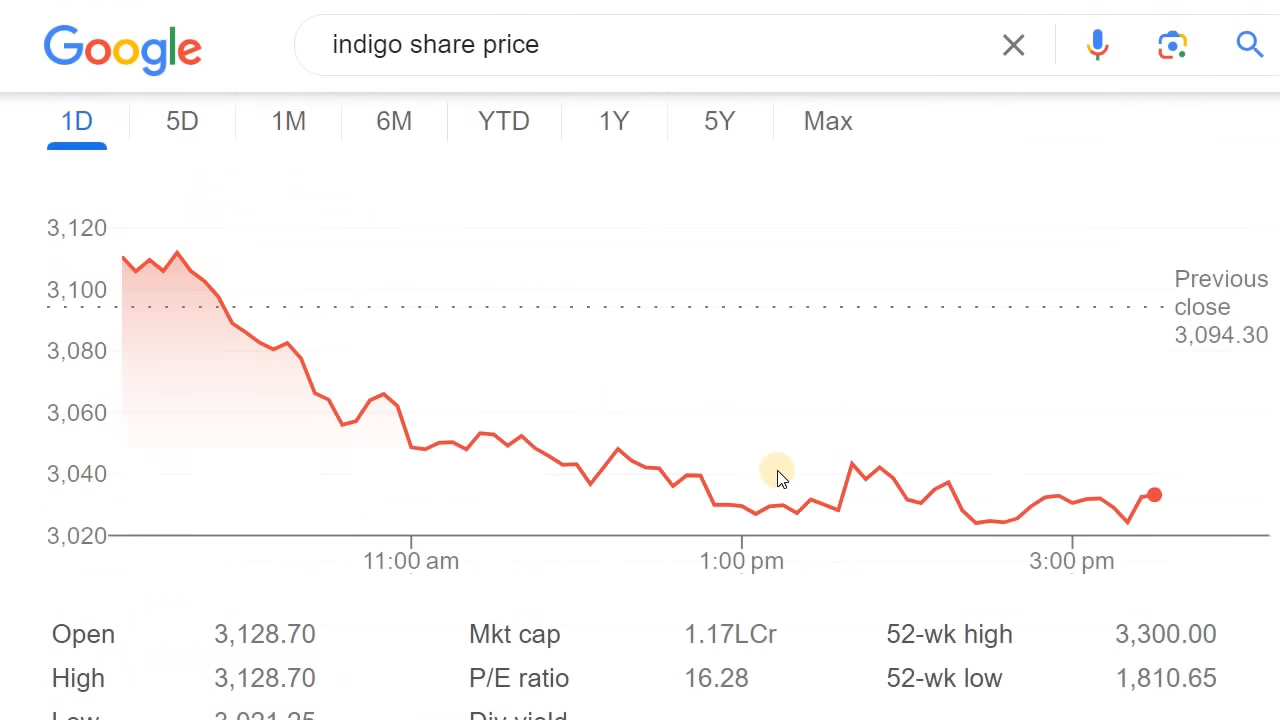 Google
indigo share price
1D 5D 1M 6M YTD 1Y 5Y Max
3,120
3,100
3,080
3,060
3,040
3,020
Previous
close
3,094.30
11:00 am 1:00 pm 3:00 pm
Open 3,128.70 Mkt cap 1.17LCr 52-wk high 3,300.00
High 3,128.70 P/E ratio 16.28 52-wk low 1,810.65
Low Div yield